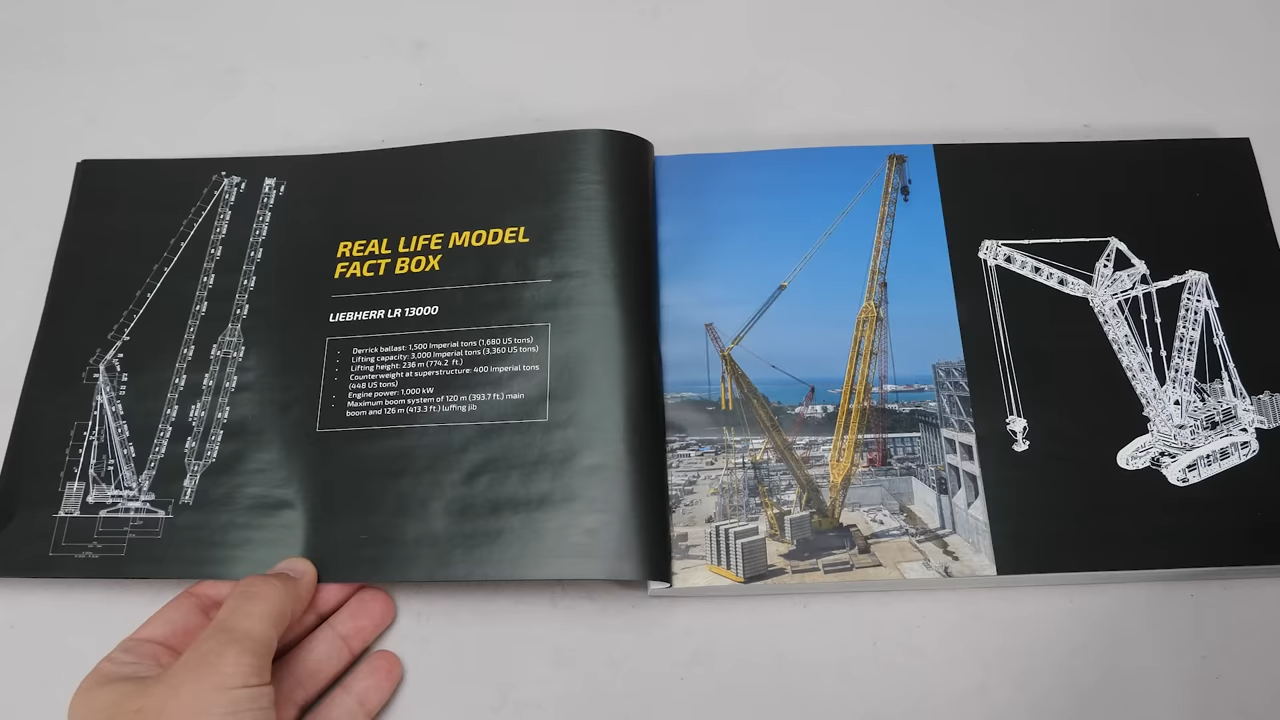 REAL LIFE MODEL
FACT BOX
LIEBHERR LR 13000
• Derrick ballast: 1,500 Imperial tons (1,680 US tons)
• Lifting capacity: 3,000 Imperial tons (3,360 US tons)
• Lifting height: 236 m (774.2 ft.)
• Counterweight at superstructure: 400 Imperial tons
(448 US tons)
• Engine power: 1,000 kW
• Maximum boom system of 120 m (393.7 ft.) main
boom and 126 m (413.3 ft.) luffing jib